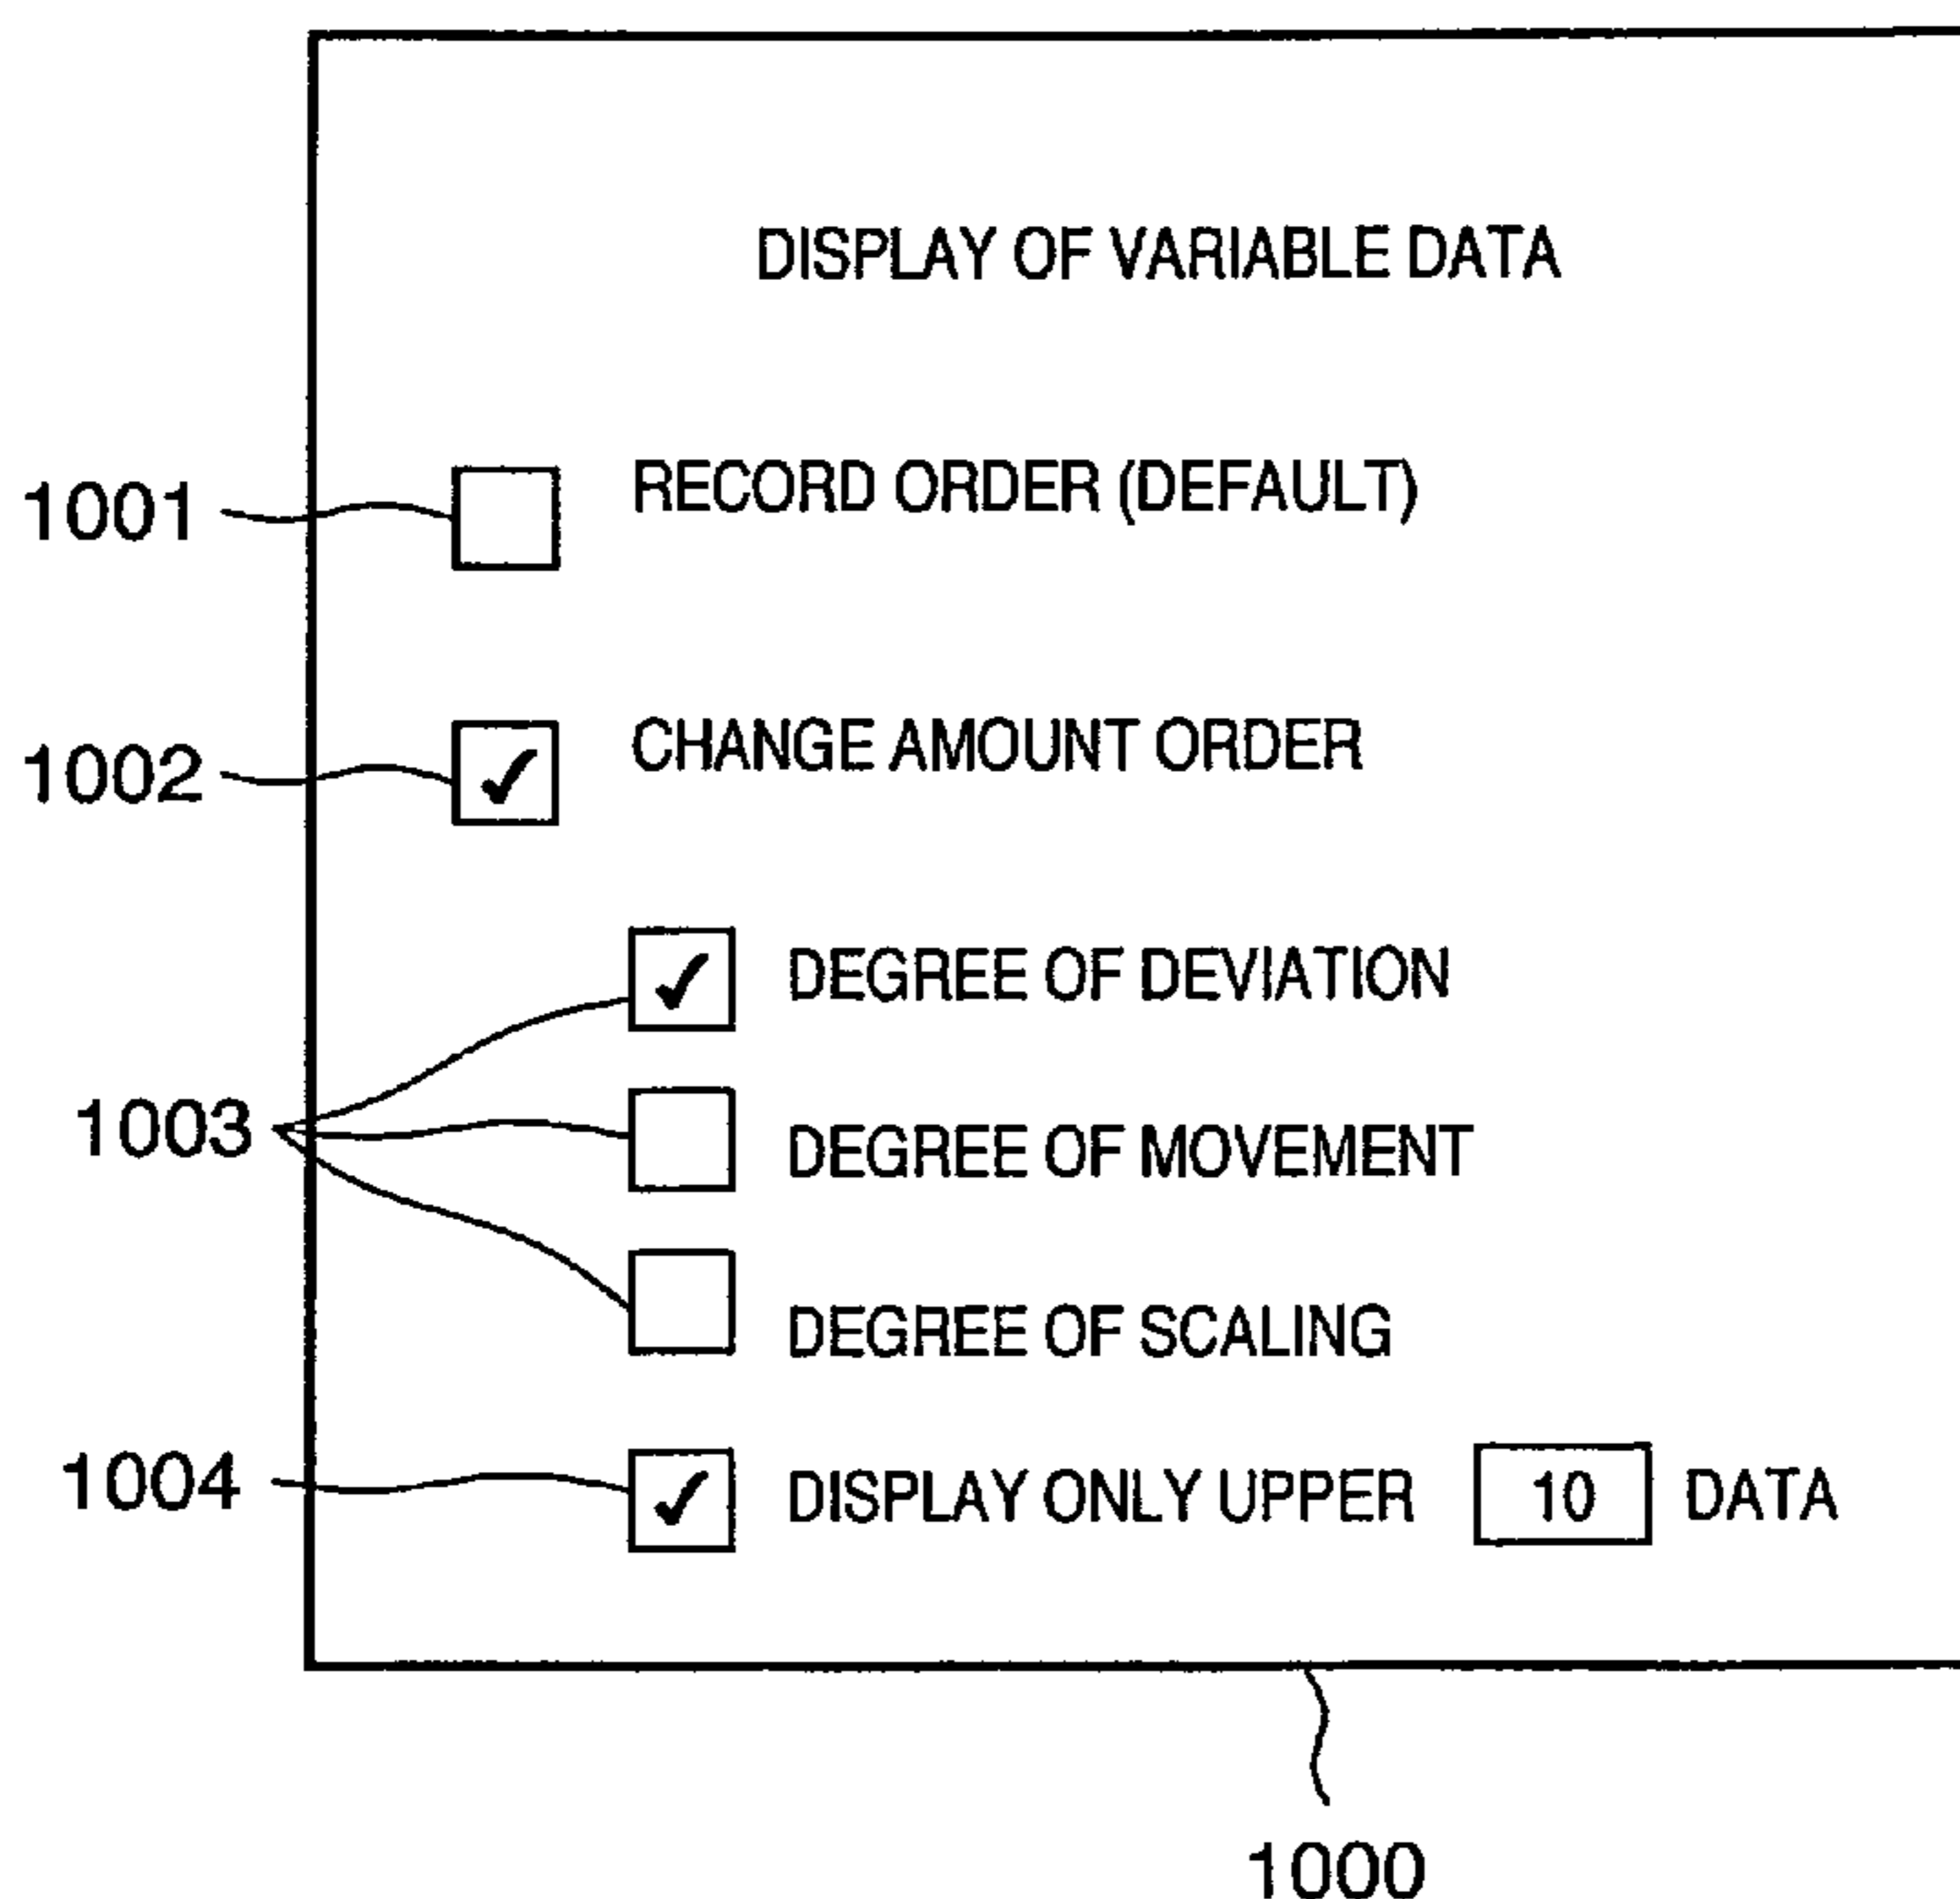 DISPLAY OF VARIABLE DATA
1001 RECORD ORDER (DEFAULT)
1002 ✓ CHANGE AMOUNT ORDER
✓ DEGREE OF DEVIATION
1003 DEGREE OF MOVEMENT
DEGREE OF SCALING
1004 ✓ DISPLAY ONLY UPPER 10 DATA
1000